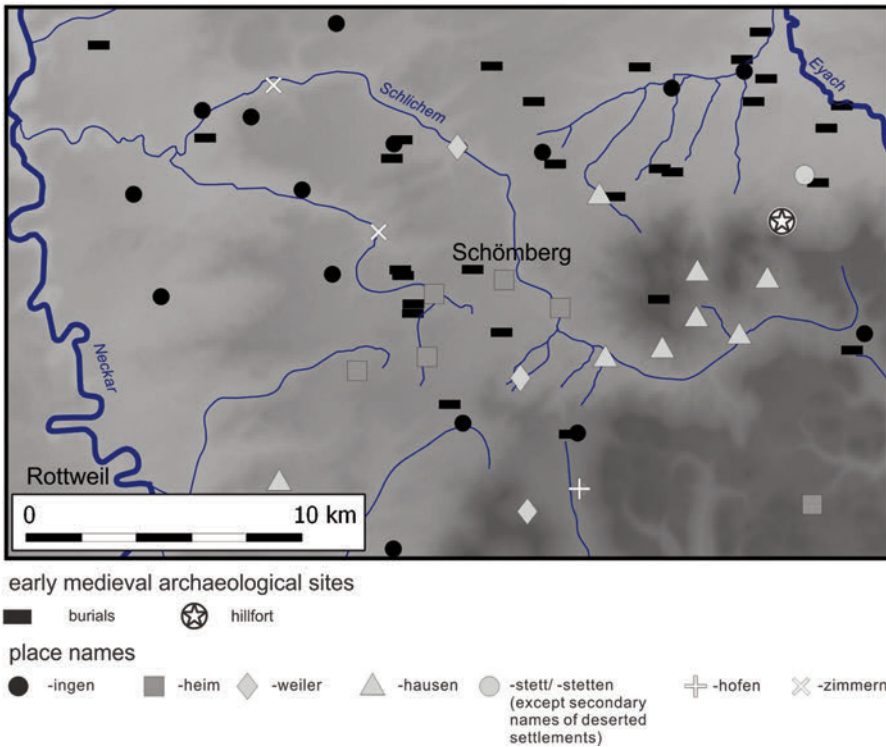 Schlichem
Eyach
Schömberg
Neckar
Rottweil
0 10 km
early medieval archaeological sites
burials hillfort
place names
-ingen -heim -weiler -hausen -stett/ -stetten -hofen -zimmern
(except secondary
names of deserted
settlements)